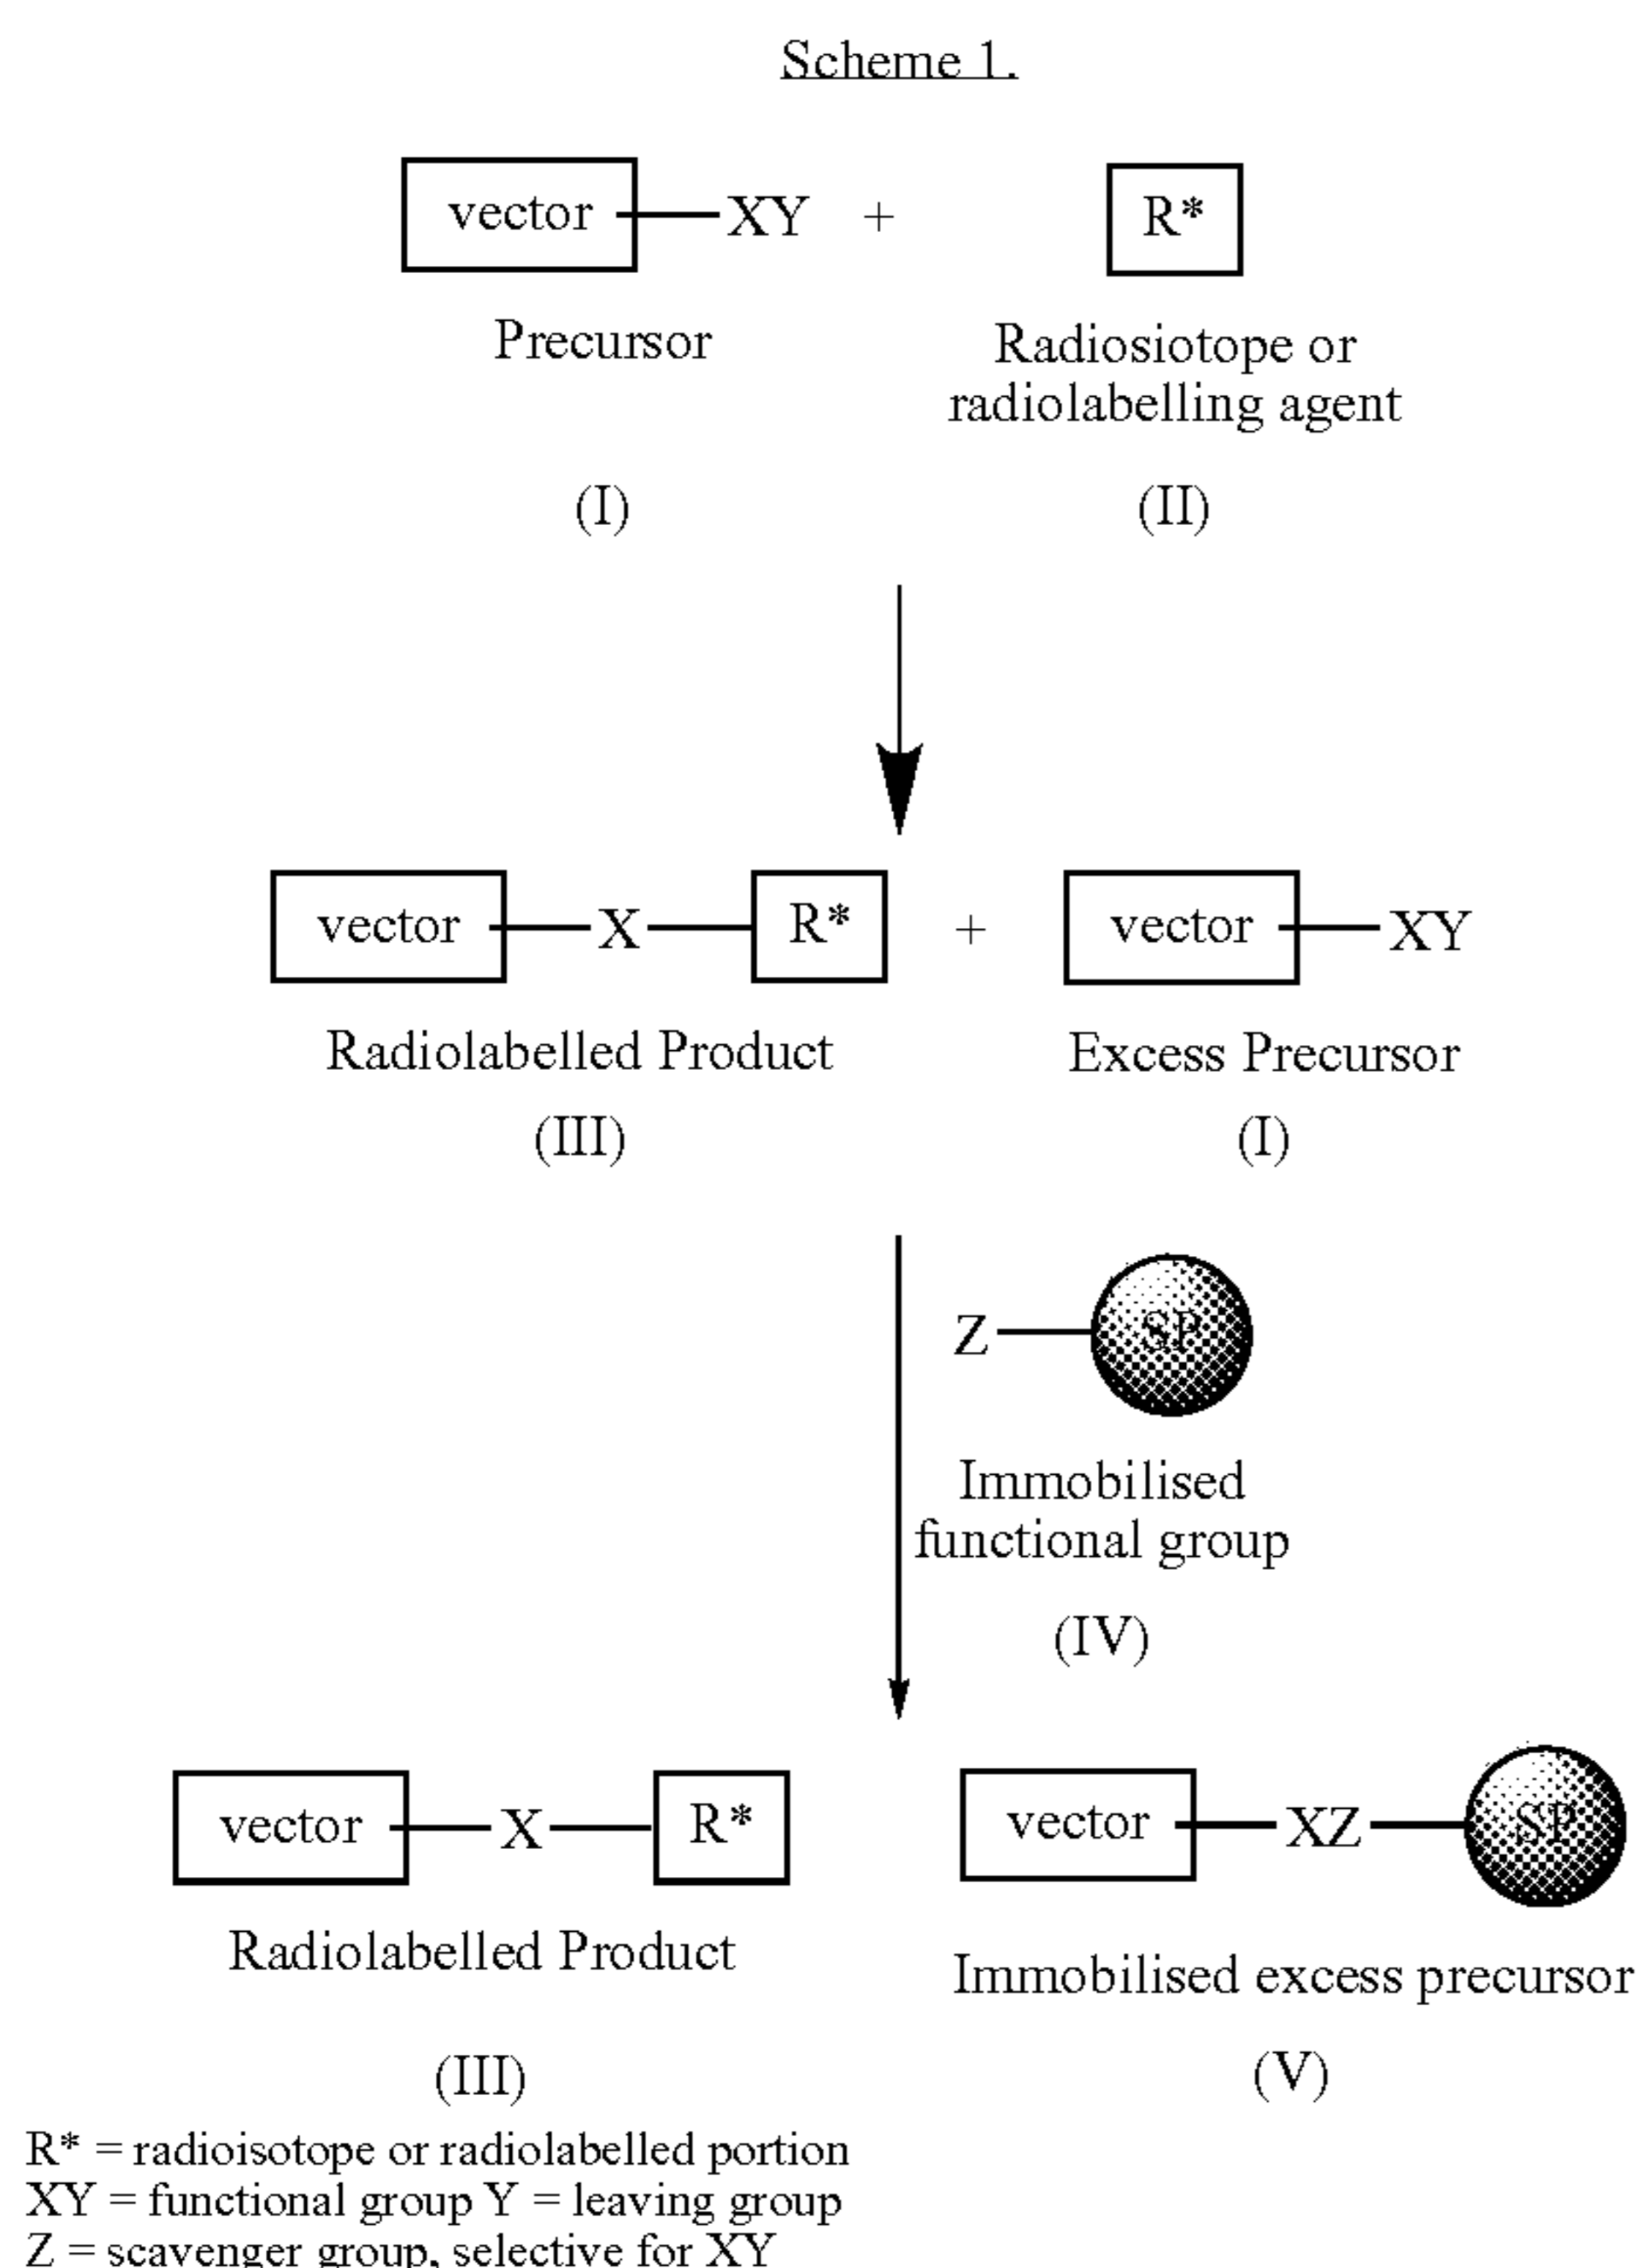 Scheme 1.
vector XY + R*
Precursor
Radiosiotope or
radiolabelling agent
(I)
(II)
vector X R* + vector XY
Radiolabelled Product
Excess Precursor
(III)
(I)
Z SP
Immobilised
functional group
(IV)
vector X R*
vector XZ SP
Radiolabelled Product
Immobilised excess precursor
(III)
(V)
R* = radioisotope or radiolabelled portion
XY = functional group Y = leaving group
Z = scavenger group, selective for XY